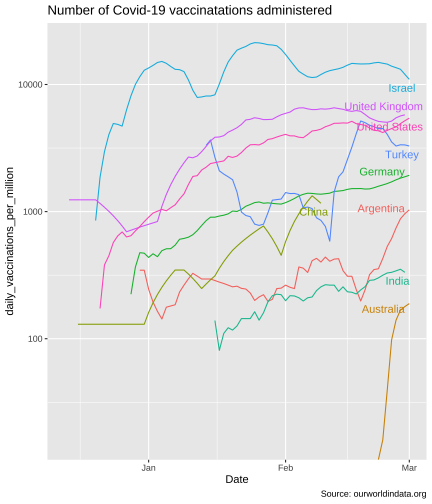 Number of Covid-19 vaccinatations administered
daily_vaccinations_per_million
10000
1000
100
Israel
United Kingdom
United States
Turkey
Germany
China
Argentina
India
Australia
Jan
Feb
Mar
Date
Source: ourworldindata.org